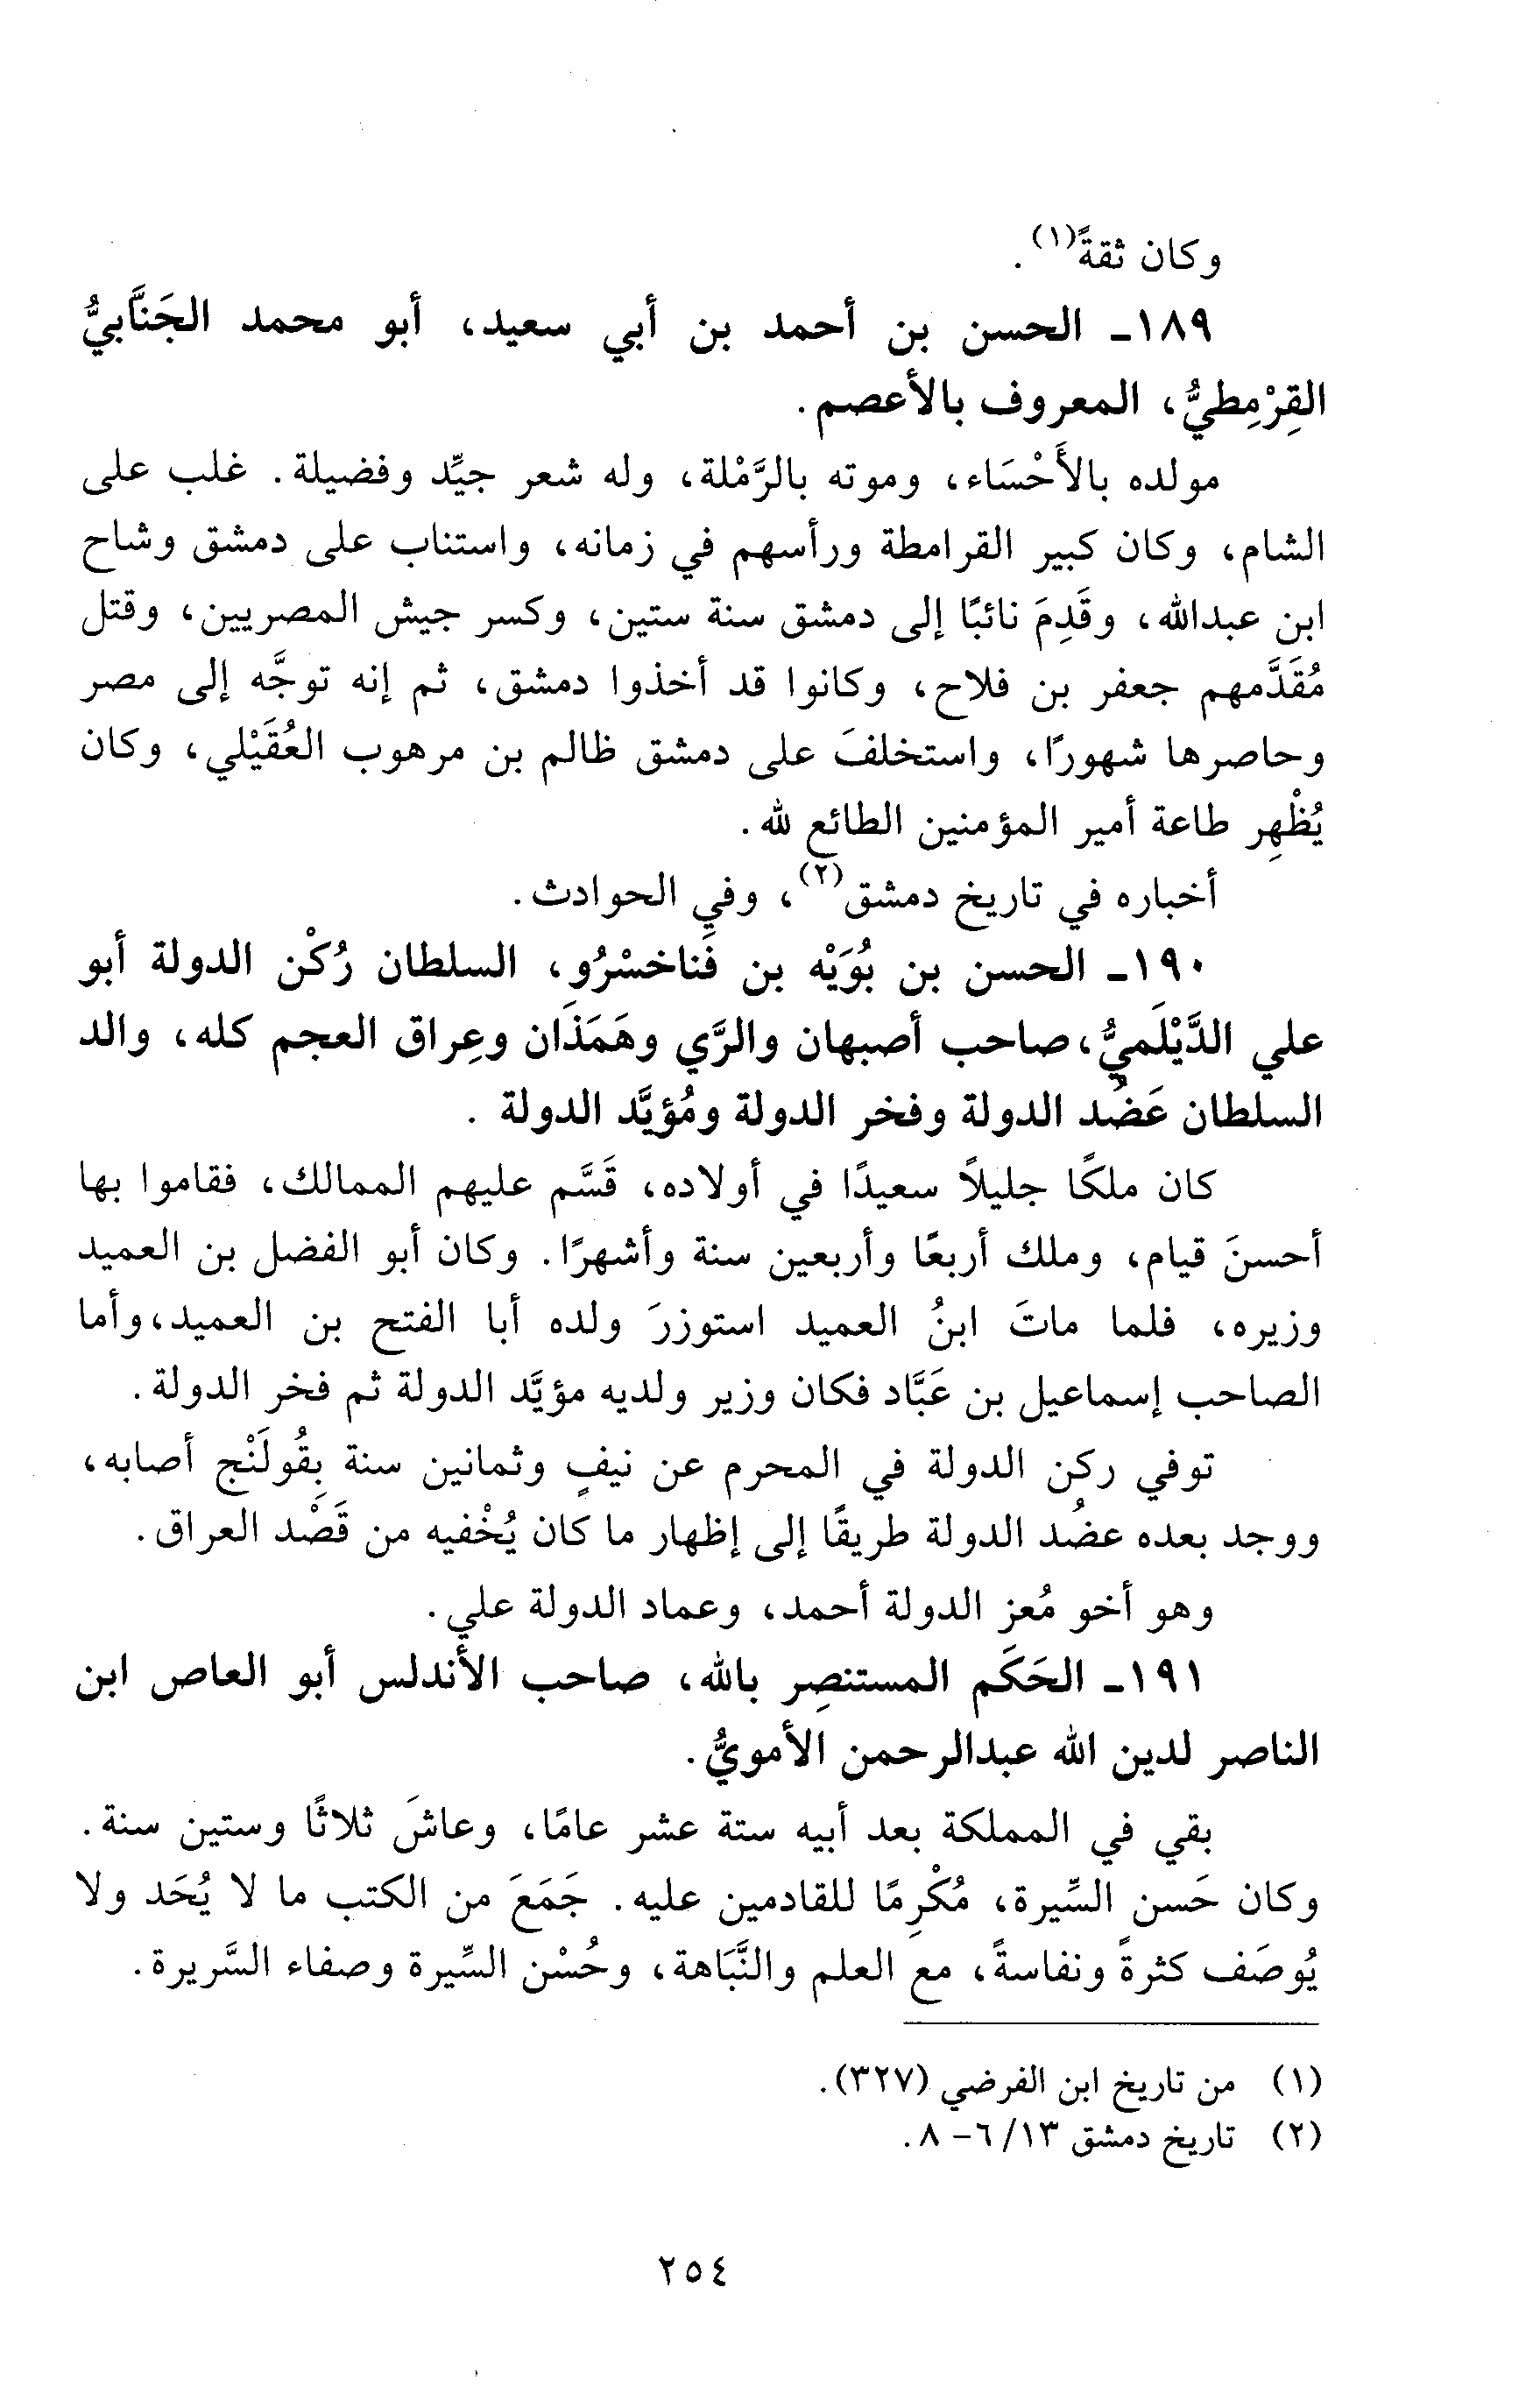 وكان ثقةً(١).
١٨٩ـ الحسن بن أحمد بن أبي سعيد، أبو محمد الجَنَّابيُّ
القِرْمِطيُّ، المعروف بالأعصم.
مولده بالأَحْسَاء، وموته بالرَّمْلة، وله شعر جيِّد وفضيلة. غلب على
الشام، وكان كبير القرامطة ورأسهم في زمانه، واستناب على دمشق وشاح
ابن عبدالله، وقَدِمَ نائبًا إلى دمشق سنة ستين، وكسر جيش المصريين، وقتل
مُقَدَّمهم جعفر بن فلاح، وكانوا قد أخذوا دمشق، ثم إنه توجَّه إلى مصر
وحاصرها شهورًا، واستخلفَ على دمشق ظالم بن مرهوب العُقَيْلي، وكان
يُظْهِر طاعة أمير المؤمنين الطائع لله.
أخباره في تاريخ دمشق(٢)، وفي الحوادث.
١٩٠ـ الحسن بن بُوَيْه بن فَناخسْرُو، السلطان رُكْن الدولة أبو
علي الدَّيْلَميُّ،صاحب أصبهان والرَّي وهَمَذَان وعِراق العجم كله، والد
السلطان عَضُد الدولة وفخر الدولة ومُؤيَّد الدولة .
كان ملكًا جليلاً سعيدًا في أولاده، قَسَّم عليهم الممالك، فقاموا بها
أحسنَ قيام، وملك أربعًا وأربعين سنة وأشهرًا. وكان أبو الفضل بن العميد
وزيره، فلما ماتَ ابنُ العميد استوزرَ ولده أبا الفتح بن العميد،وأما
الصاحب إسماعيل بن عَبَّاد فكان وزير ولديه مؤيَّد الدولة ثم فخر الدولة.
توفي ركن الدولة في المحرم عن نيفٍ وثمانين سنة بِقُولَنْج أصابه،
ووجد بعده عضُد الدولة طريقًا إلى إظهار ما كان يُخْفيه من قَصْد العراق.
وهو أخو مُعز الدولة أحمد، وعماد الدولة علي.
١٩١ـ الحَكَم المستنصِر بالله، صاحب الأندلس أبو العاص ابن
الناصر لدين الله عبدالرحمن الأمويُّ.
بقي في المملكة بعد أبيه ستة عشر عامًا، وعاشَ ثلاثًا وستين سنة.
وكان حَسن السِّيرة، مُكْرِمًا للقادمين عليه. جَمَعَ من الكتب ما لا يُحَد ولا
يُوصَف كثرةً ونفاسةً، مع العلم والنَّبَاهة، وحُسْن السِّيرة وصفاء السَّريرة.
(١) من تاريخ ابن الفرضي (٣٢٧).
(٢) تاريخ دمشق ١٣/ ٦- ٨.
٢٥٤